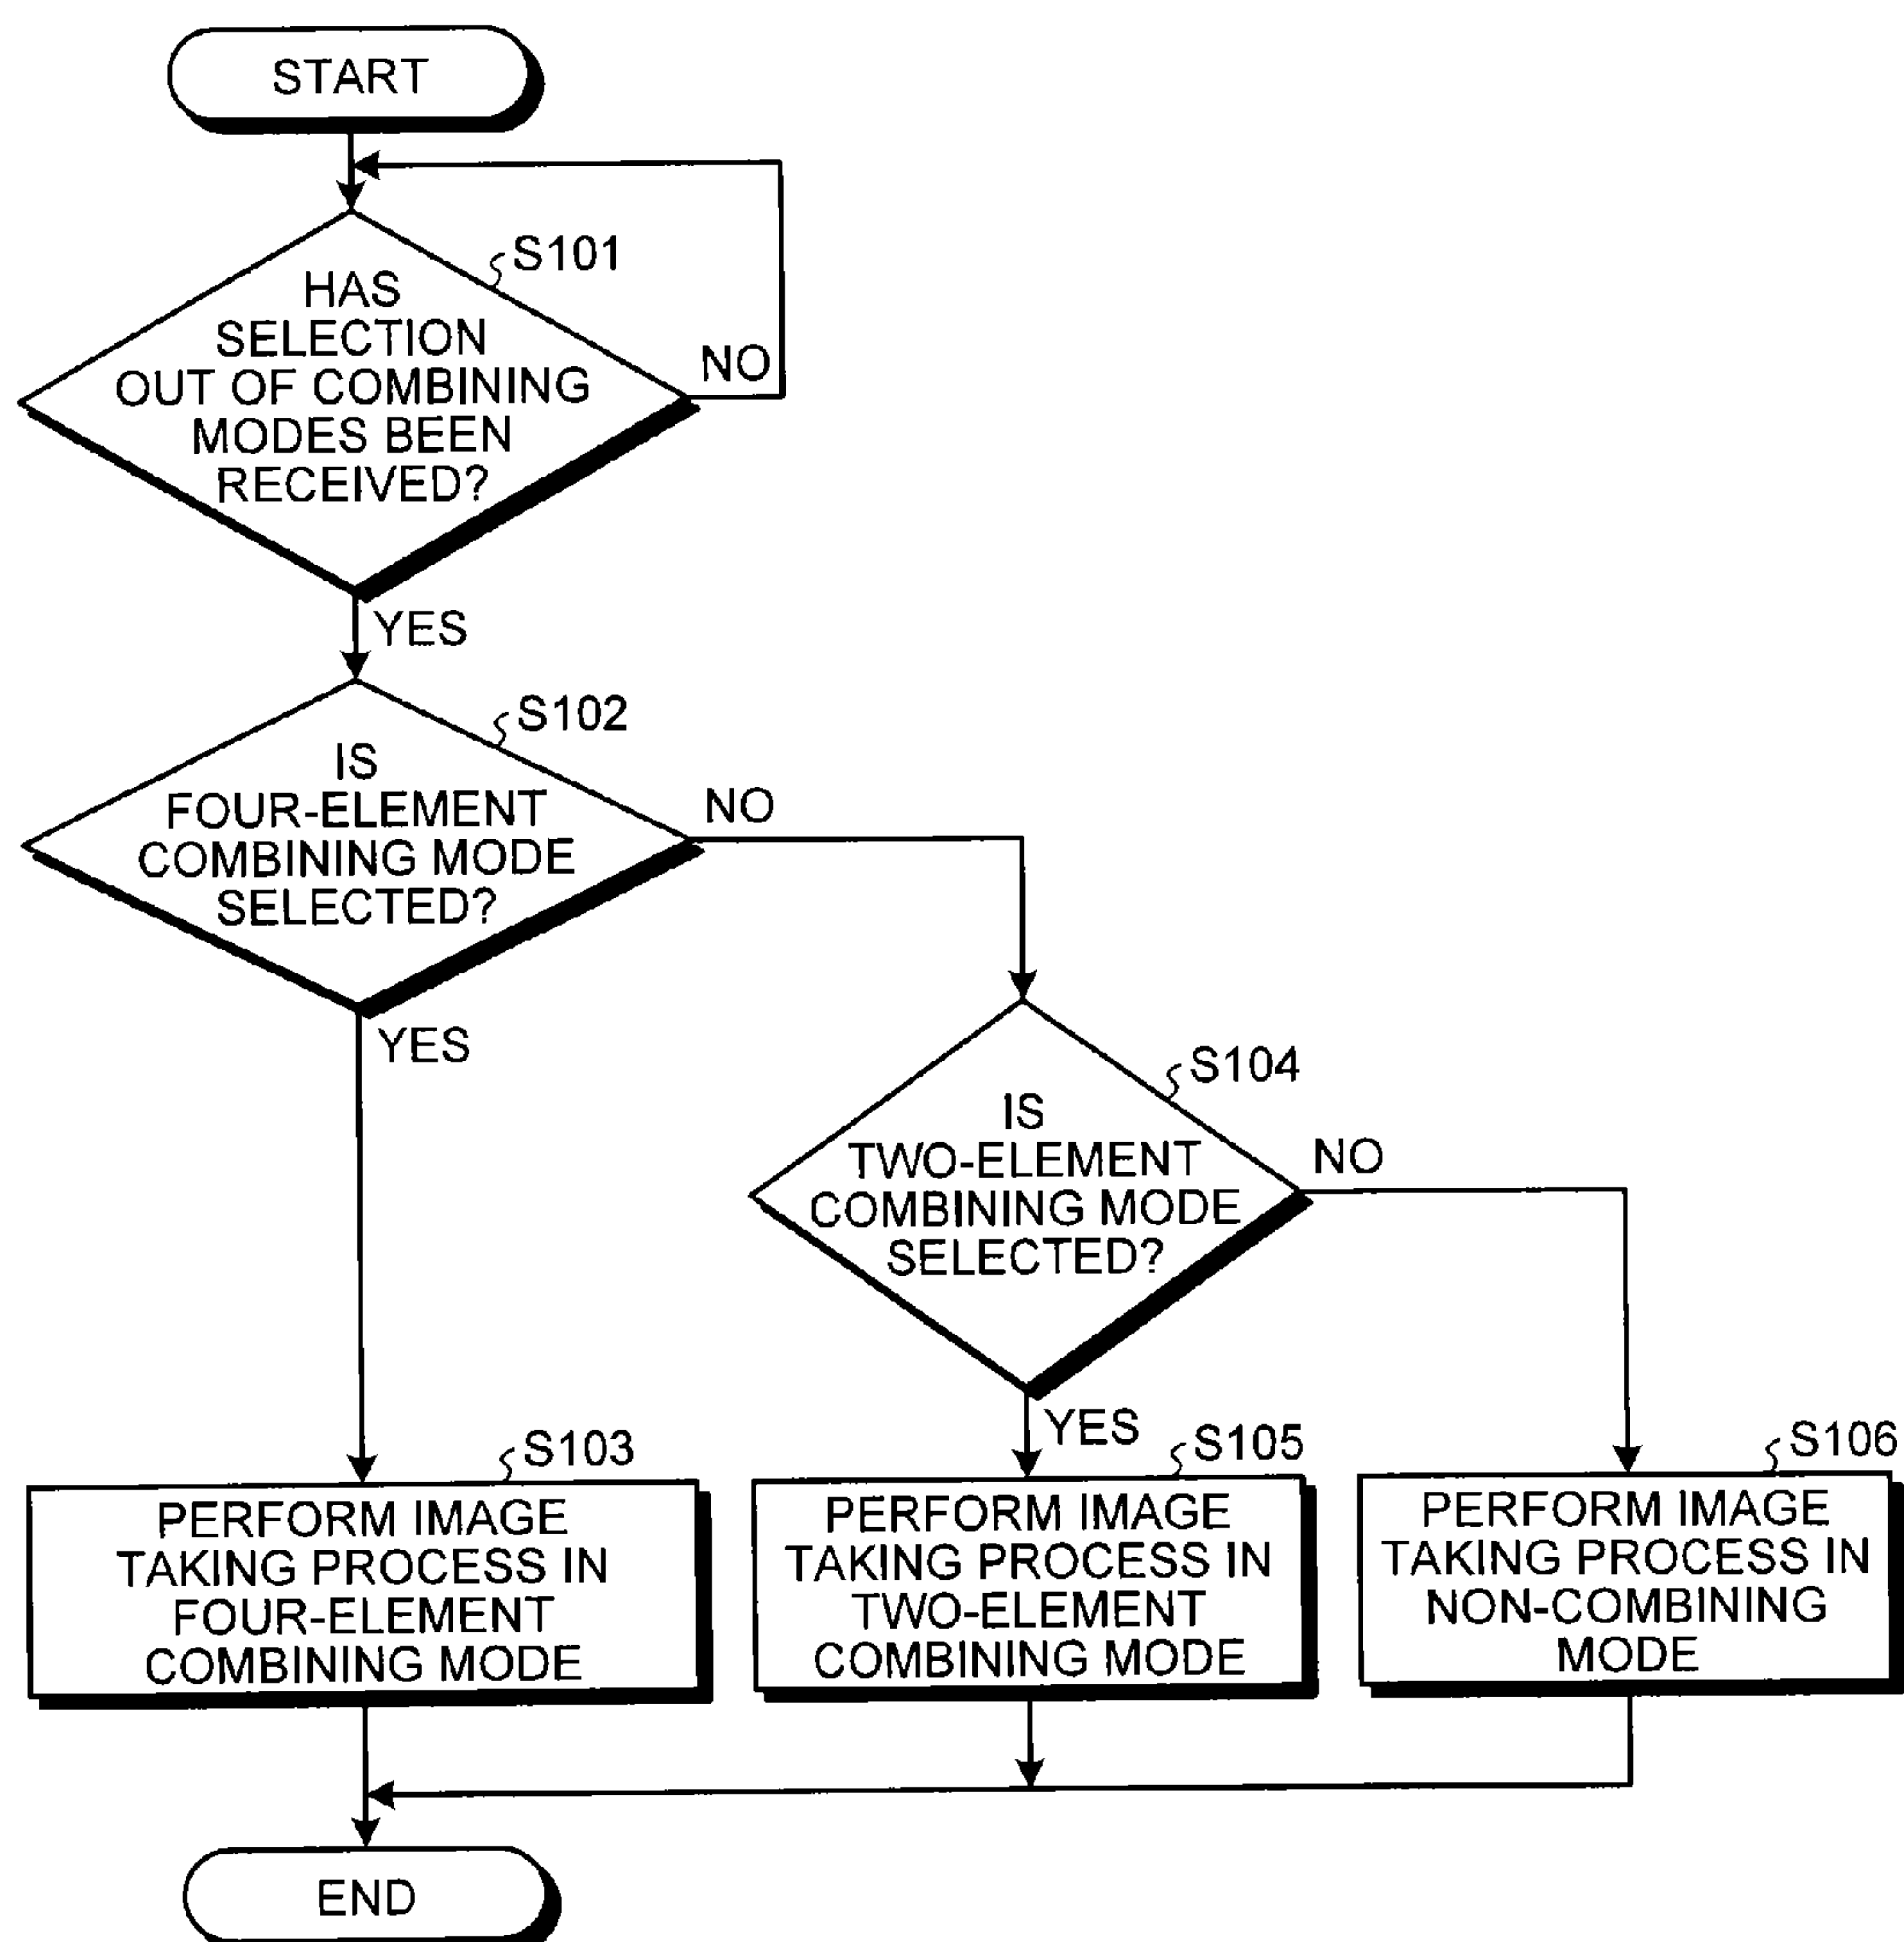 START
S101
HAS
SELECTION
OUT OF COMBINING
MODES BEEN
RECEIVED?
NO
YES
S102
IS
FOUR-ELEMENT
COMBINING MODE
SELECTED?
NO
YES
S104
IS
TWO-ELEMENT
COMBINING MODE
SELECTED?
NO
YES
S103
PERFORM IMAGE
TAKING PROCESS IN
FOUR-ELEMENT
COMBINING MODE
S105
PERFORM IMAGE
TAKING PROCESS IN
TWO-ELEMENT
COMBINING MODE
S106
PERFORM IMAGE
TAKING PROCESS IN
NON-COMBINING
MODE
END